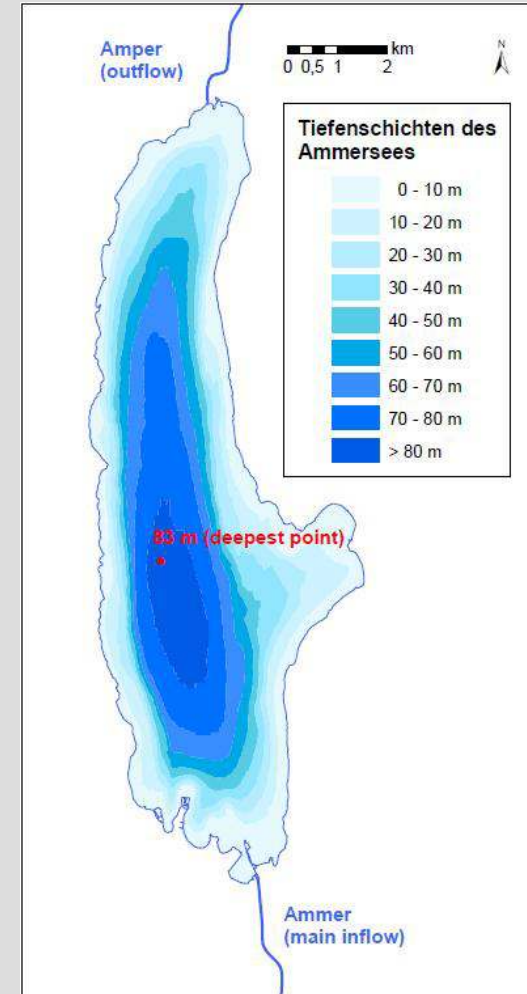 Amper
(outflow)
km
0 0,5 1 2
N
Tiefenschichten des
Ammersees
0 - 10 m
10 - 20 m
20 - 30 m
30 - 40 m
40 - 50 m
50 - 60 m
60 - 70 m
70 - 80 m
> 80 m
83 m (deepest point)
Ammer
(main inflow)